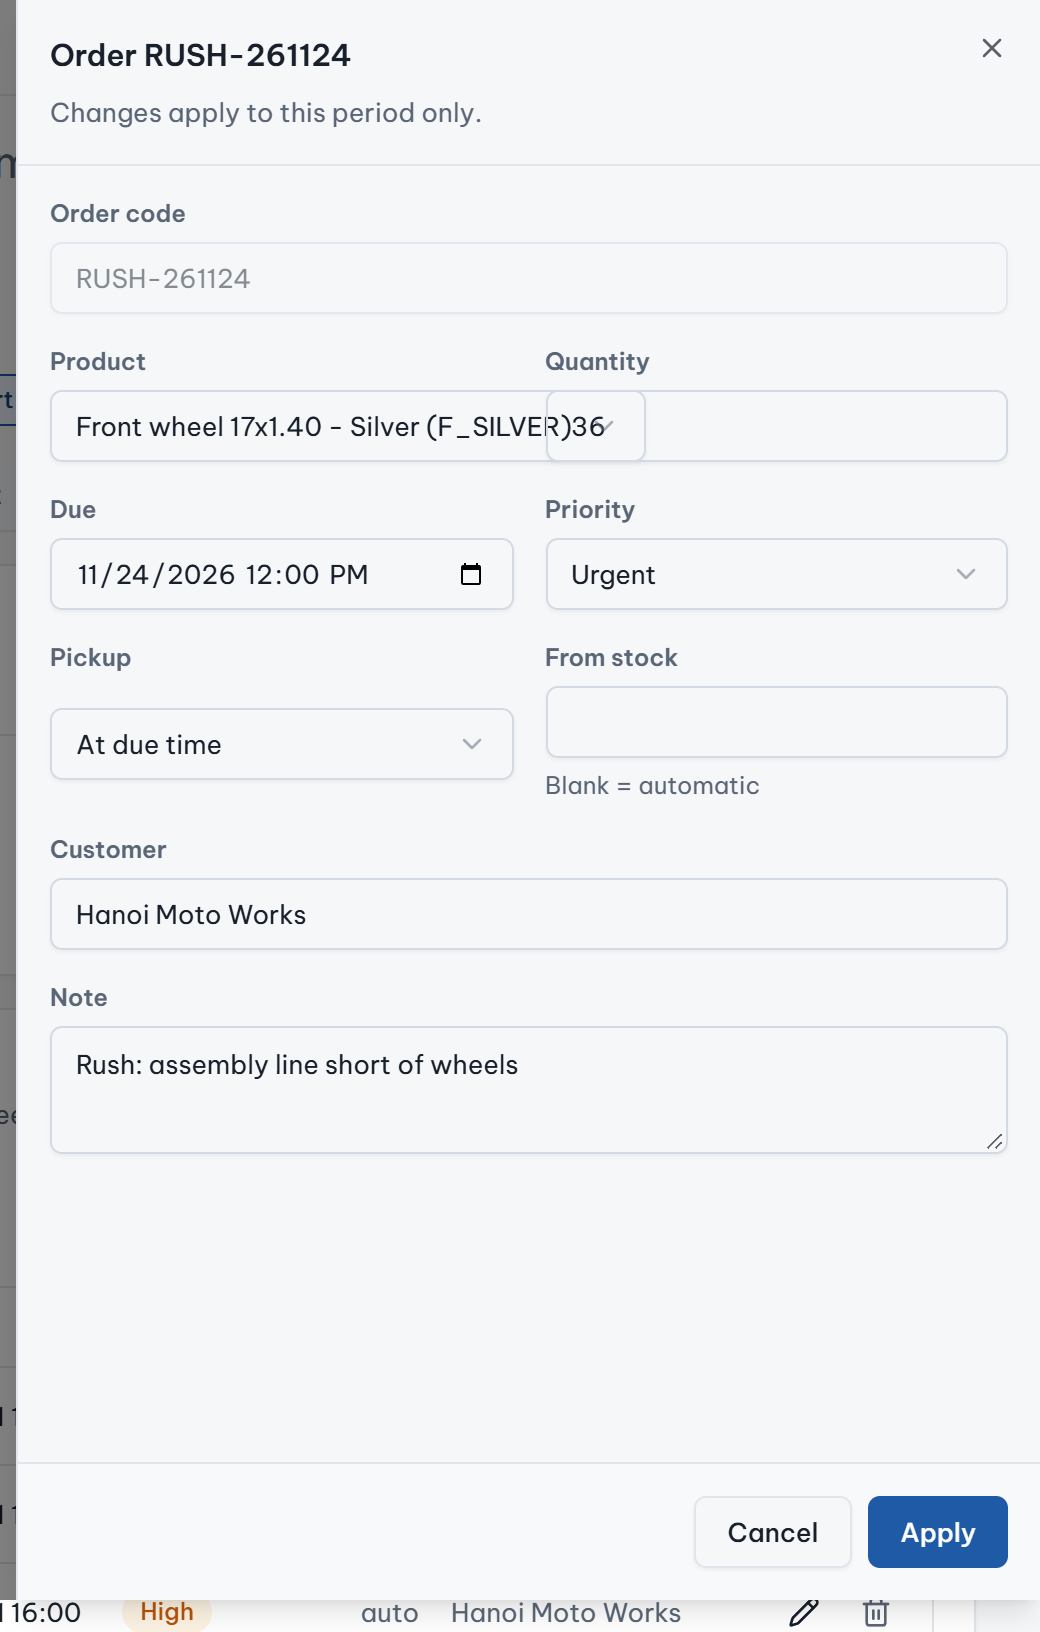 Order RUSH-261124
Changes apply to this period only.
Order code
RUSH-261124
Product
Quantity
Front wheel 17x1.40 - Silver (F_SILVER)
36
Due
Priority
11/24/2026 12:00 PM
Urgent
Pickup
From stock
At due time
Blank = automatic
Customer
Hanoi Moto Works
Note
Rush: assembly line short of wheels
Cancel
Apply
16:00
High
auto
Hanoi Moto Works